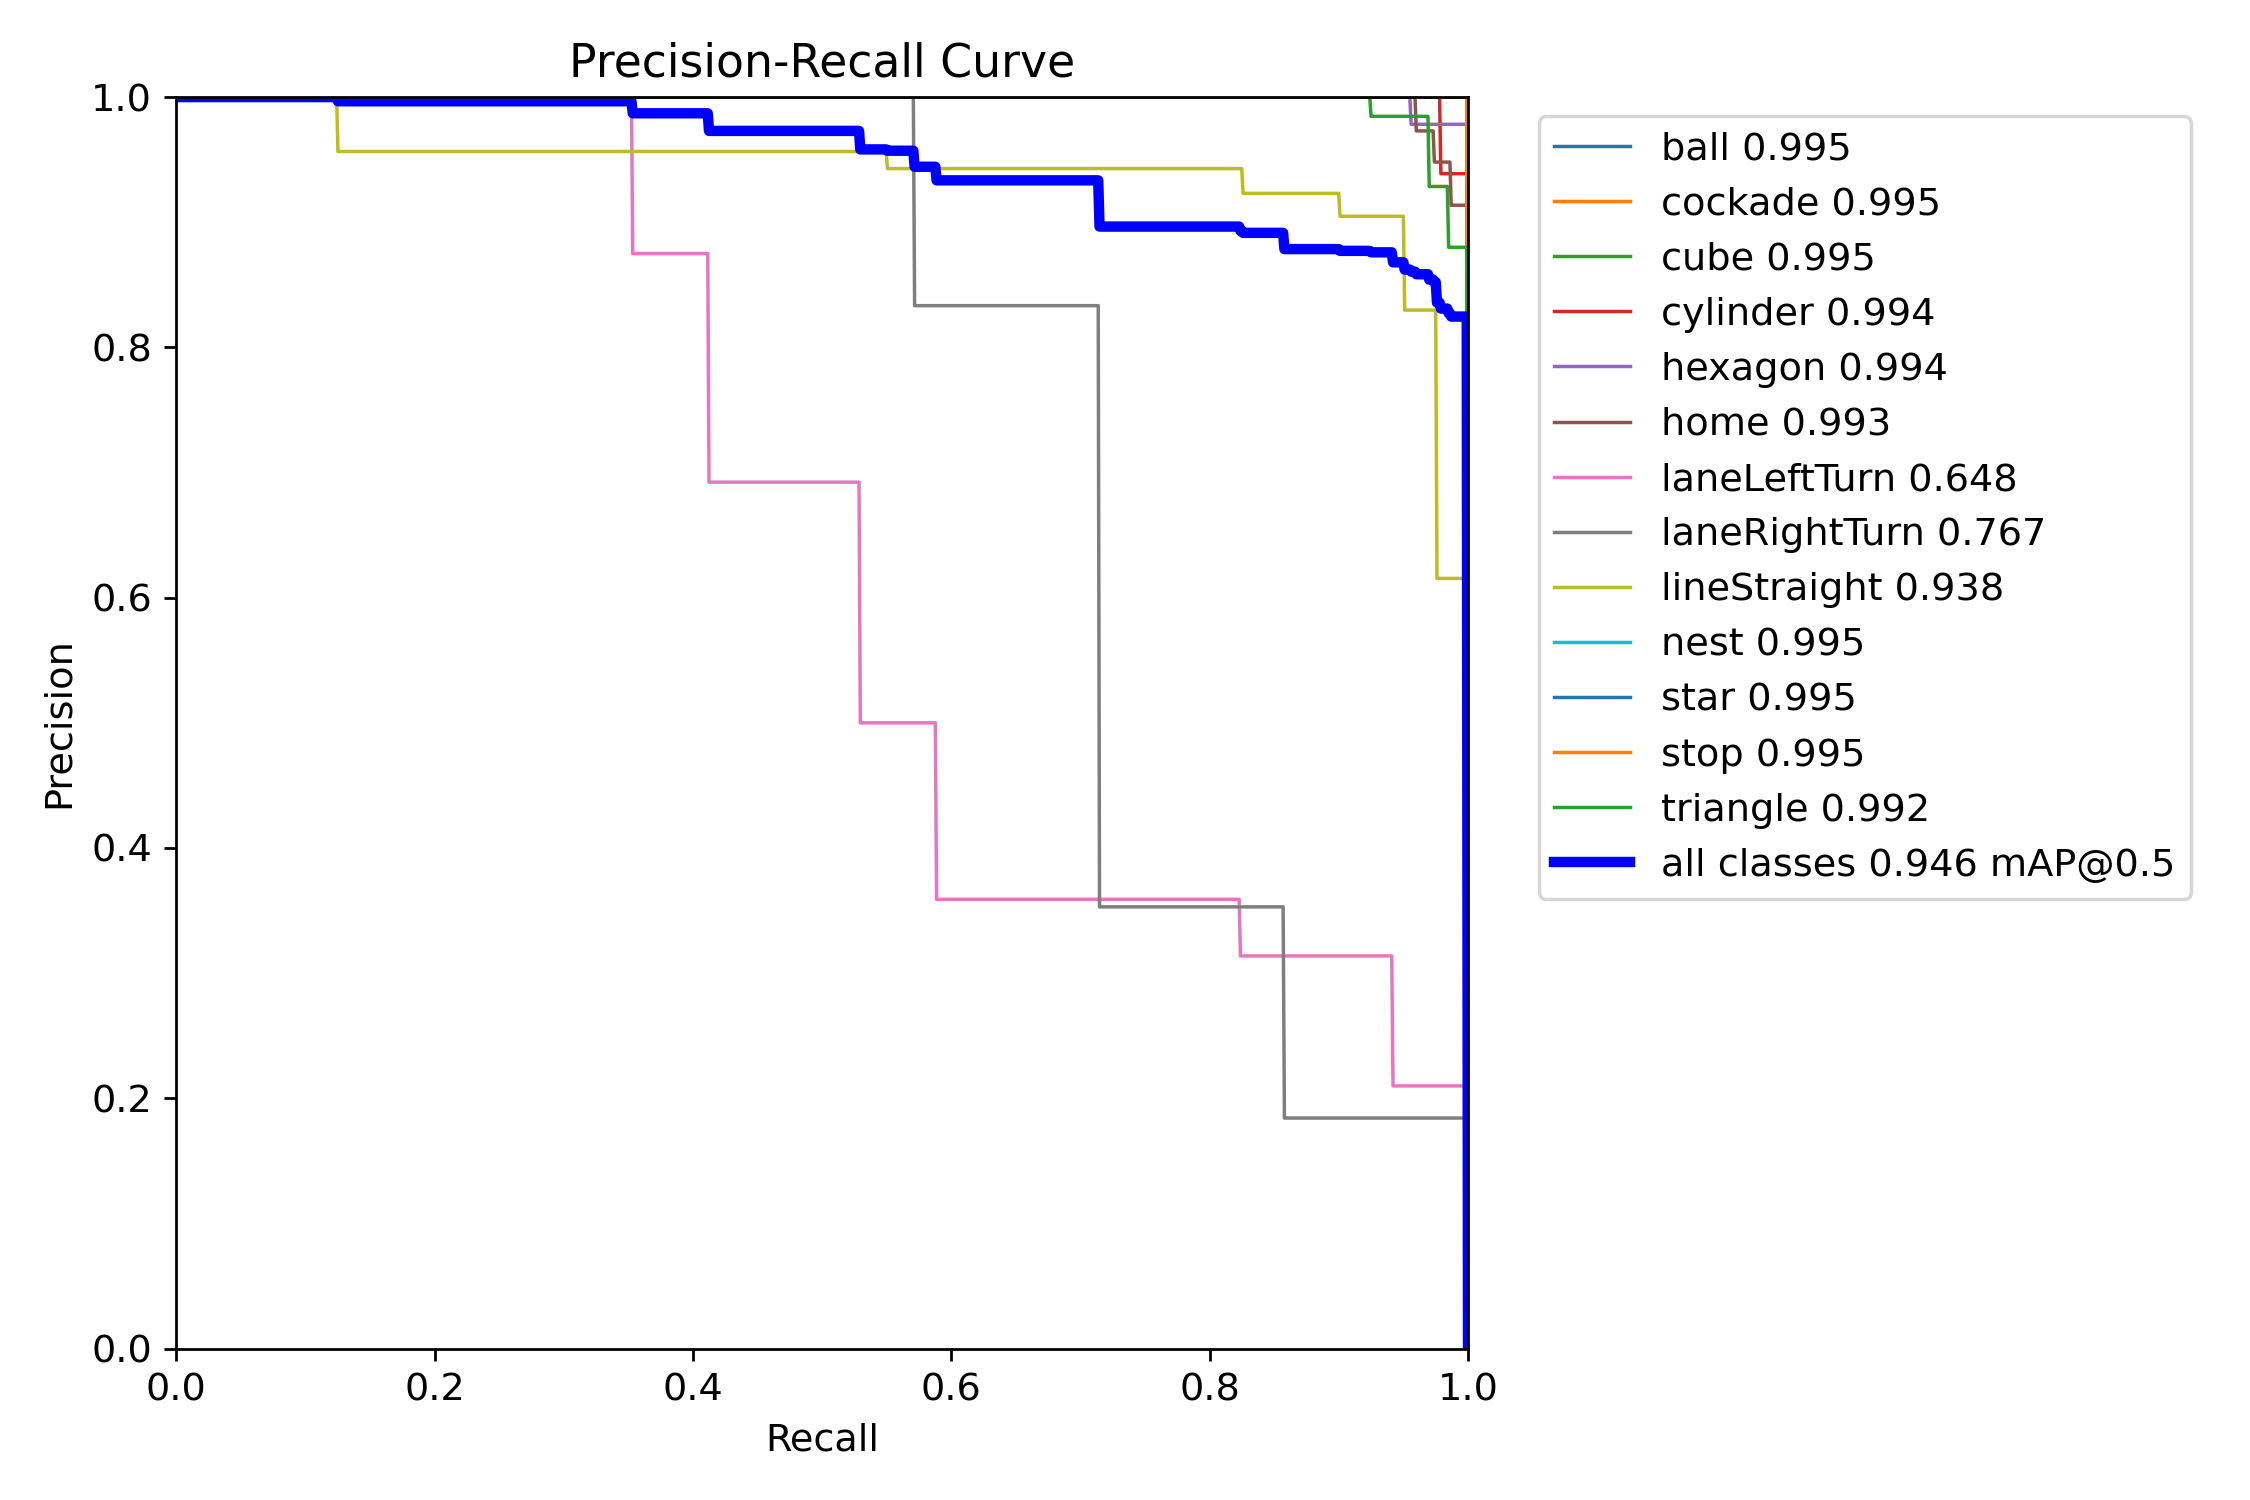 Precision-Recall Curve
1.0
0.8
0.6
0.4
0.2
0.0
Precision
0.0 0.2 0.4 0.6 0.8 1.0
Recall
ball 0.995
cockade 0.995
cube 0.995
cylinder 0.994
hexagon 0.994
home 0.993
laneLeftTurn 0.648
laneRightTurn 0.767
lineStraight 0.938
nest 0.995
star 0.995
stop 0.995
triangle 0.992
all classes 0.946 mAP@0.5